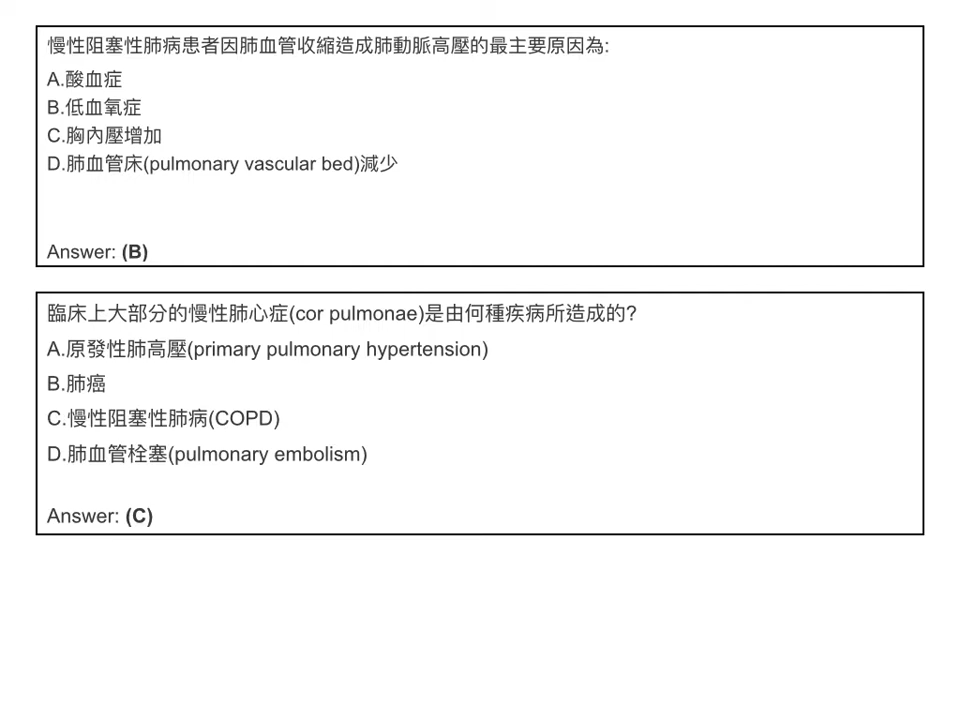 慢性阻塞性肺病患者因肺血管收縮造成肺動脈高壓的最主要原因為:
A.酸血症
B.低血氧症
C.胸內壓增加
D.肺血管床(pulmonary vascular bed)減少
Answer: (B)
臨床上大部分的慢性肺心症(cor pulmonae)是由何種疾病所造成的?
A.原發性肺高壓(primary pulmonary hypertension)
B.肺癌
C.慢性阻塞性肺病(COPD)
D.肺血管栓塞(pulmonary embolism)
Answer: (C)